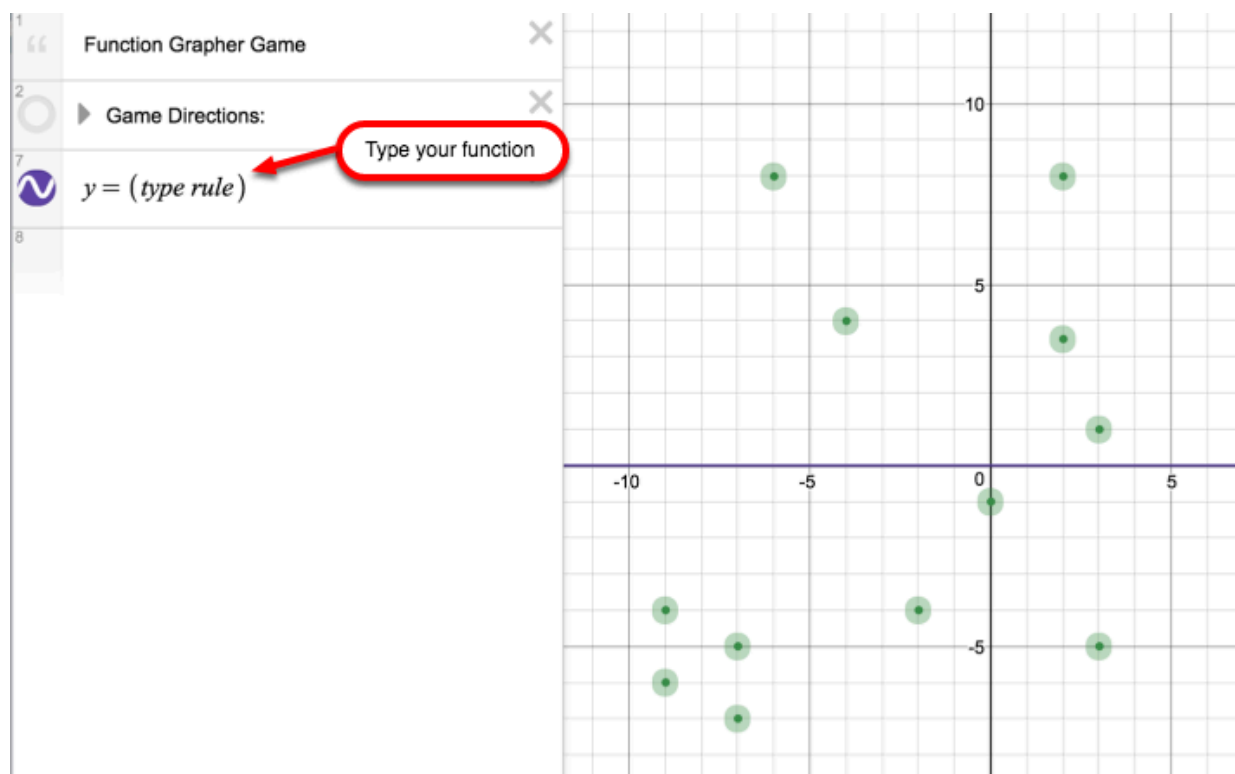 1
“ Function Grapher Game
2
Game Directions:
Type your function
7
y = (type rule)
8
10
5
-10 -5 0 5
-5